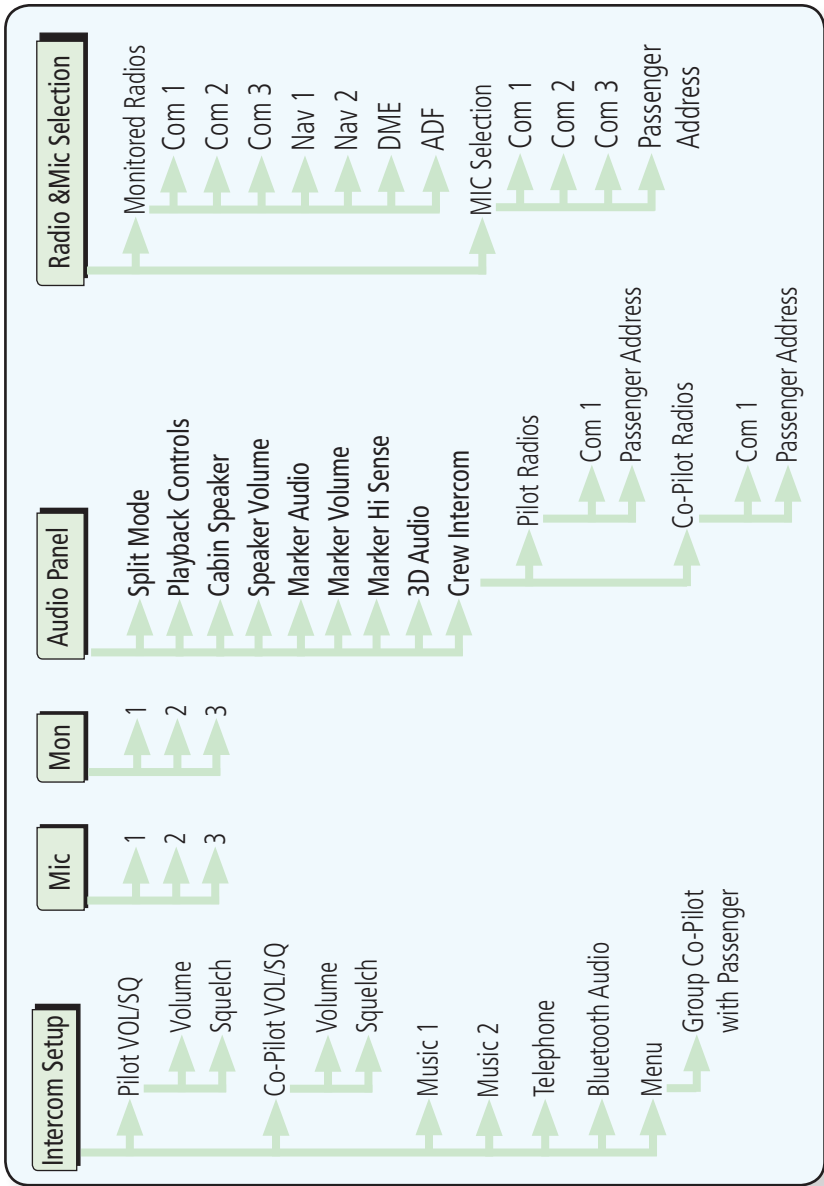 Intercom Setup
Pilot VOL/SQ
Volume
Squelch
Co-Pilot VOL/SQ
Volume
Squelch
Music 1
Music 2
Telephone
Bluetooth Audio
Menu
Group Co-Pilot
with Passenger
Mic
1
2
3
Mon
1
2
3
Audio Panel
Split Mode
Playback Controls
Cabin Speaker
Speaker Volume
Marker Audio
Marker Volume
Marker Hi Sense
3D Audio
Crew Intercom
Pilot Radios
Com 1
Passenger Address
Co-Pilot Radios
Com 1
Passenger Address
Radio &Mic Selection
Monitored Radios
Com 1
Com 2
Com 3
Nav 1
Nav 2
DME
ADF
MIC Selection
Com 1
Com 2
Com 3
Passenger
Address